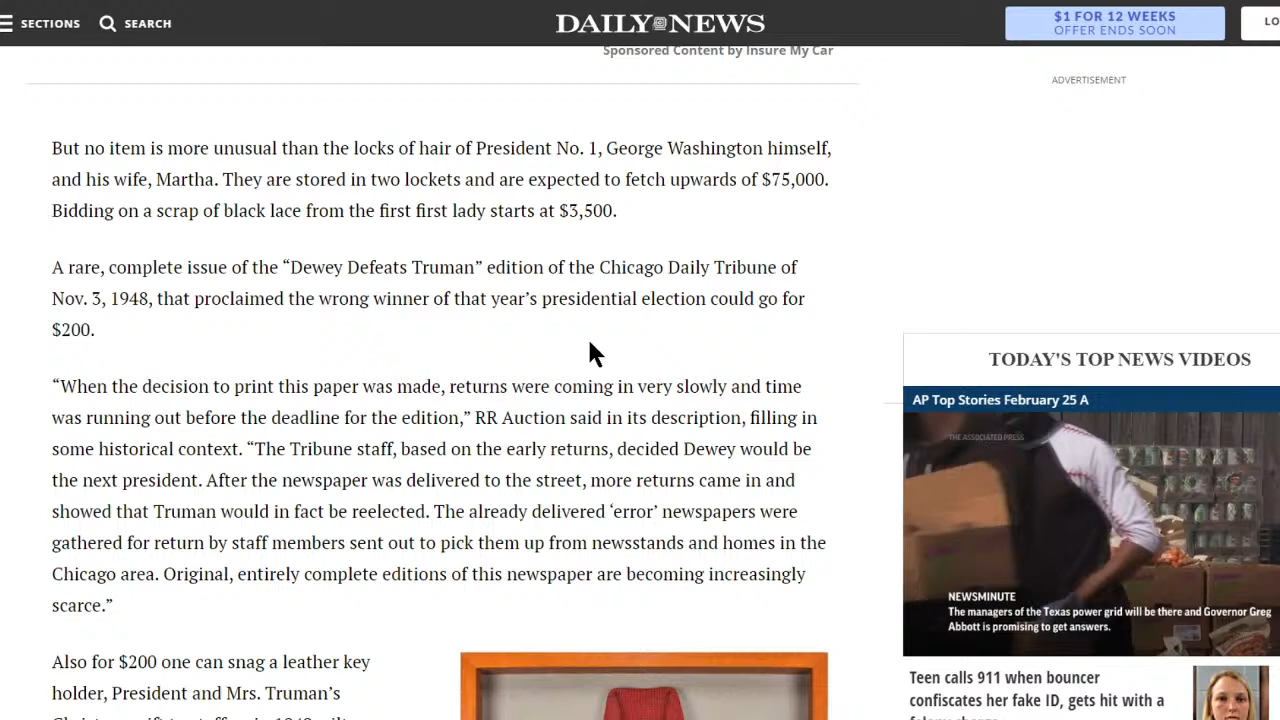 SECTIONS
SEARCH
DAILY NEWS
$1 FOR 12 WEEKS
OFFER ENDS SOON
LO
Sponsored Content by Insure My Car
ADVERTISEMENT
But no item is more unusual than the locks of hair of President No. 1, George Washington himself,
and his wife, Martha. They are stored in two lockets and are expected to fetch upwards of $75,000.
Bidding on a scrap of black lace from the first first lady starts at $3,500.
A rare, complete issue of the “Dewey Defeats Truman” edition of the Chicago Daily Tribune of
Nov. 3, 1948, that proclaimed the wrong winner of that year’s presidential election could go for
$200.
“When the decision to print this paper was made, returns were coming in very slowly and time
was running out before the deadline for the edition,” RR Auction said in its description, filling in
some historical context. “The Tribune staff, based on the early returns, decided Dewey would be
the next president. After the newspaper was delivered to the street, more returns came in and
showed that Truman would in fact be reelected. The already delivered ‘error’ newspapers were
gathered for return by staff members sent out to pick them up from newsstands and homes in the
Chicago area. Original, entirely complete editions of this newspaper are becoming increasingly
scarce.”
Also for $200 one can snag a leather key
holder, President and Mrs. Truman’s
TODAY'S TOP NEWS VIDEOS
AP Top Stories February 25 A
THE ASSOCIATED PRESS
NEWSMINUTE
The managers of the Texas power grid will be there and Governor Greg
Abbott is promising to get answers.
Teen calls 911 when bouncer
confiscates her fake ID, gets hit with a